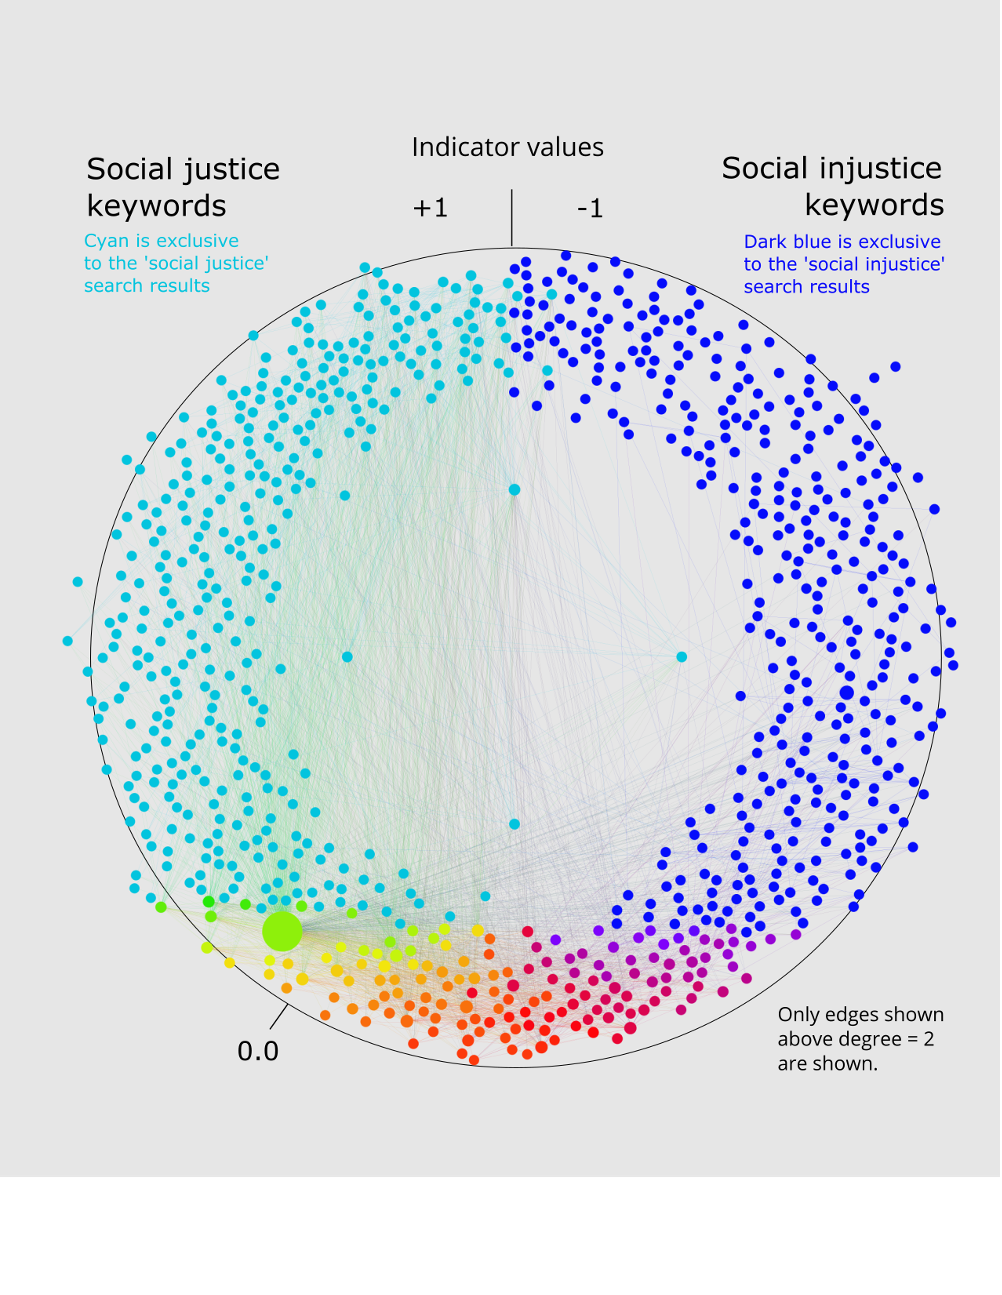 Indicator values
Social justice
keywords
Cyan is exclusive
to the 'social justice'
search results
+1
-1
Social injustice
keywords
Dark blue is exclusive
to the 'social injustice'
search results
0.0
Only edges shown
above degree = 2
are shown.